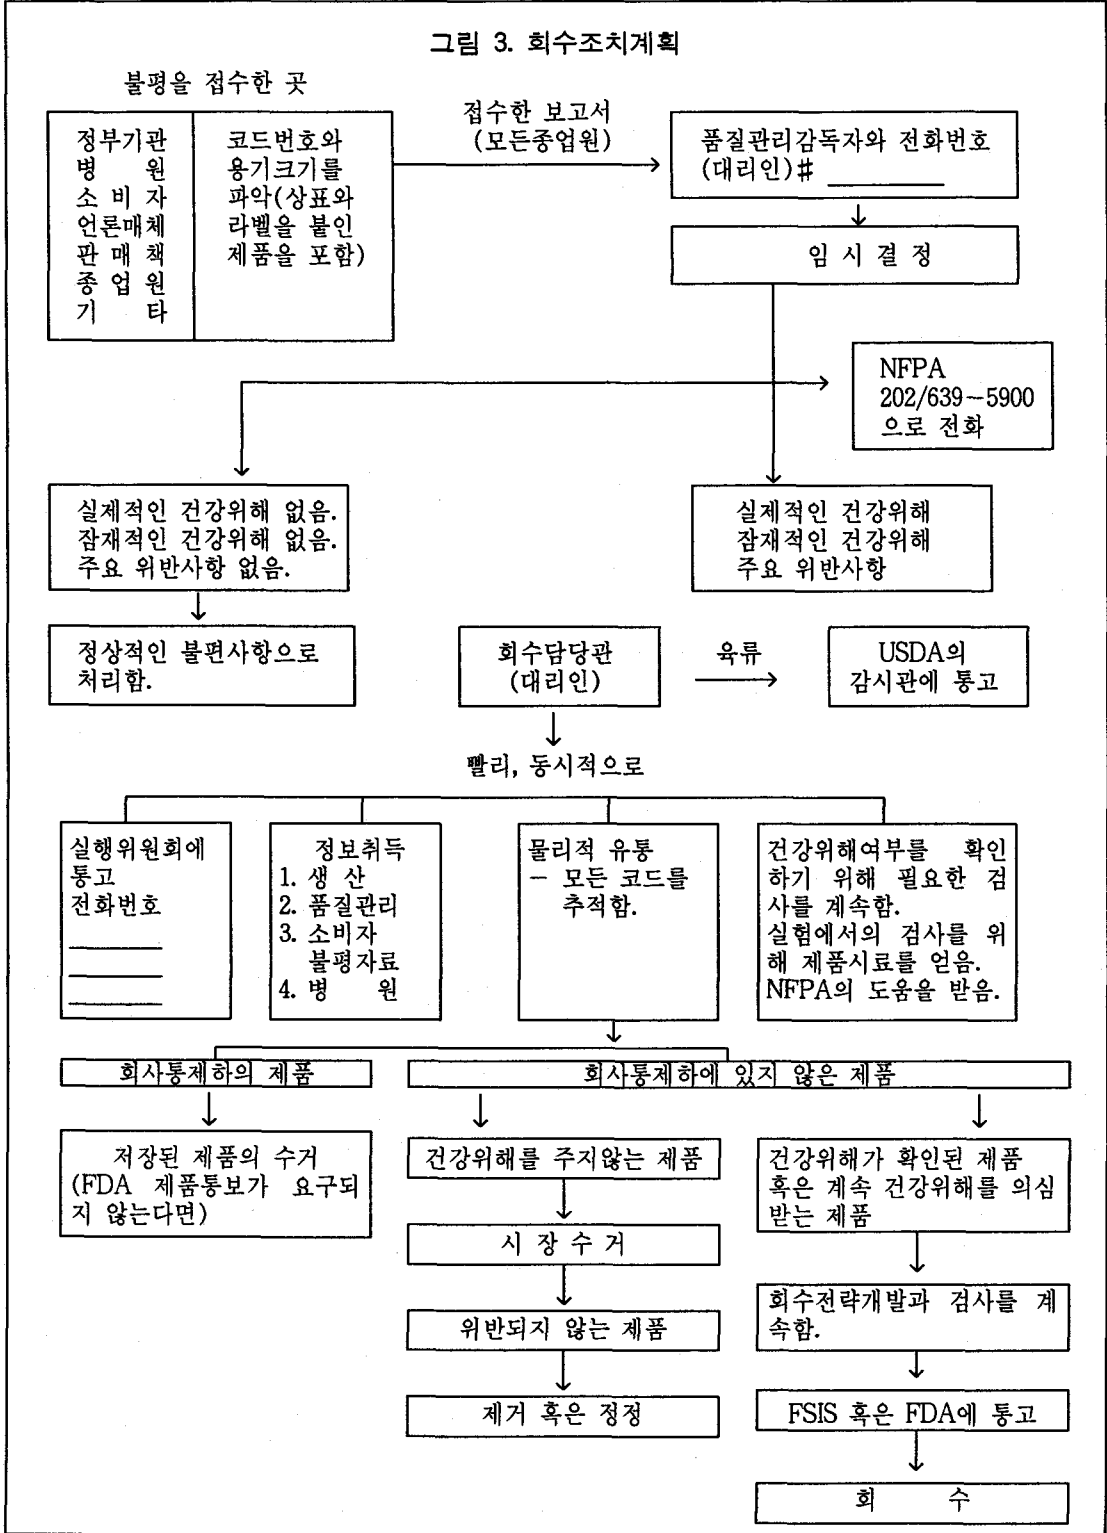 그림 3. 회수조치계획
불평을 접수한 곳
정부기관
병 원
소 비 자
언론매체
판 매 책
종 업 원
기 타
코드번호와
용기크기를
파악(상표와
라벨을 붙인
제품을 포함)
접수한 보고서
(모든종업원)
품질관리감독자와 전화번호
(대리인)# ________
임 시 결 정
NFPA
202/639-5900
으로 전화
실제적인 건강위해 없음.
잠재적인 건강위해 없음.
주요 위반사항 없음.
실제적인 건강위해
잠재적인 건강위해
주요 위반사항
정상적인 불편사항으로
처리함.
회수담당관
(대리인)
육류
USDA의
감시관에 통고
빨리, 동시적으로
실행위원회에
통고
전화번호
정보취득
1. 생 산
2. 품질관리
3. 소비자
불평자료
4. 병 원
물리적 유통
- 모든 코드를
추적함.
건강위해여부를 확인
하기 위해 필요한 검
사를 계속함.
실험에서의 검사를 위
해 제품시료를 얻음.
NFPA의 도움을 받음.
회사통제하의 제품
회사통제하에 있지 않은 제품
저장된 제품의 수거
(FDA 제품통보가 요구되
지 않는다면)
건강위해를 주지않는 제품
시 장 수 거
위반되지 않는 제품
제거 혹은 정정
건강위해가 확인된 제품
혹은 계속 건강위해를 의심
받는 제품
회수전략개발과 검사를 계
속함.
FSIS 혹은 FDA에 통고
회 수